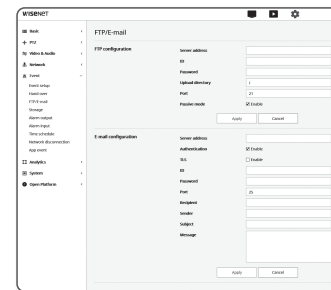 WISENET
Basic
PTZ
Video & Audio
Network
Event
Event setup
Handover
FTP/E-mail
Storage
Alarm output
Alarm input
Time schedule
Network disconnection
App event
Analytics
System
Open Platform
FTP/E-mail
FTP configuration
Server address
ID
Password
Upload directory /
Port 21
Passive mode Enable
Apply Cancel
E-mail configuration
Server address
Authentication Enable
TLS Enable
ID
Password
Port 25
Recipient
Sender
Subject
Message
Apply Cancel